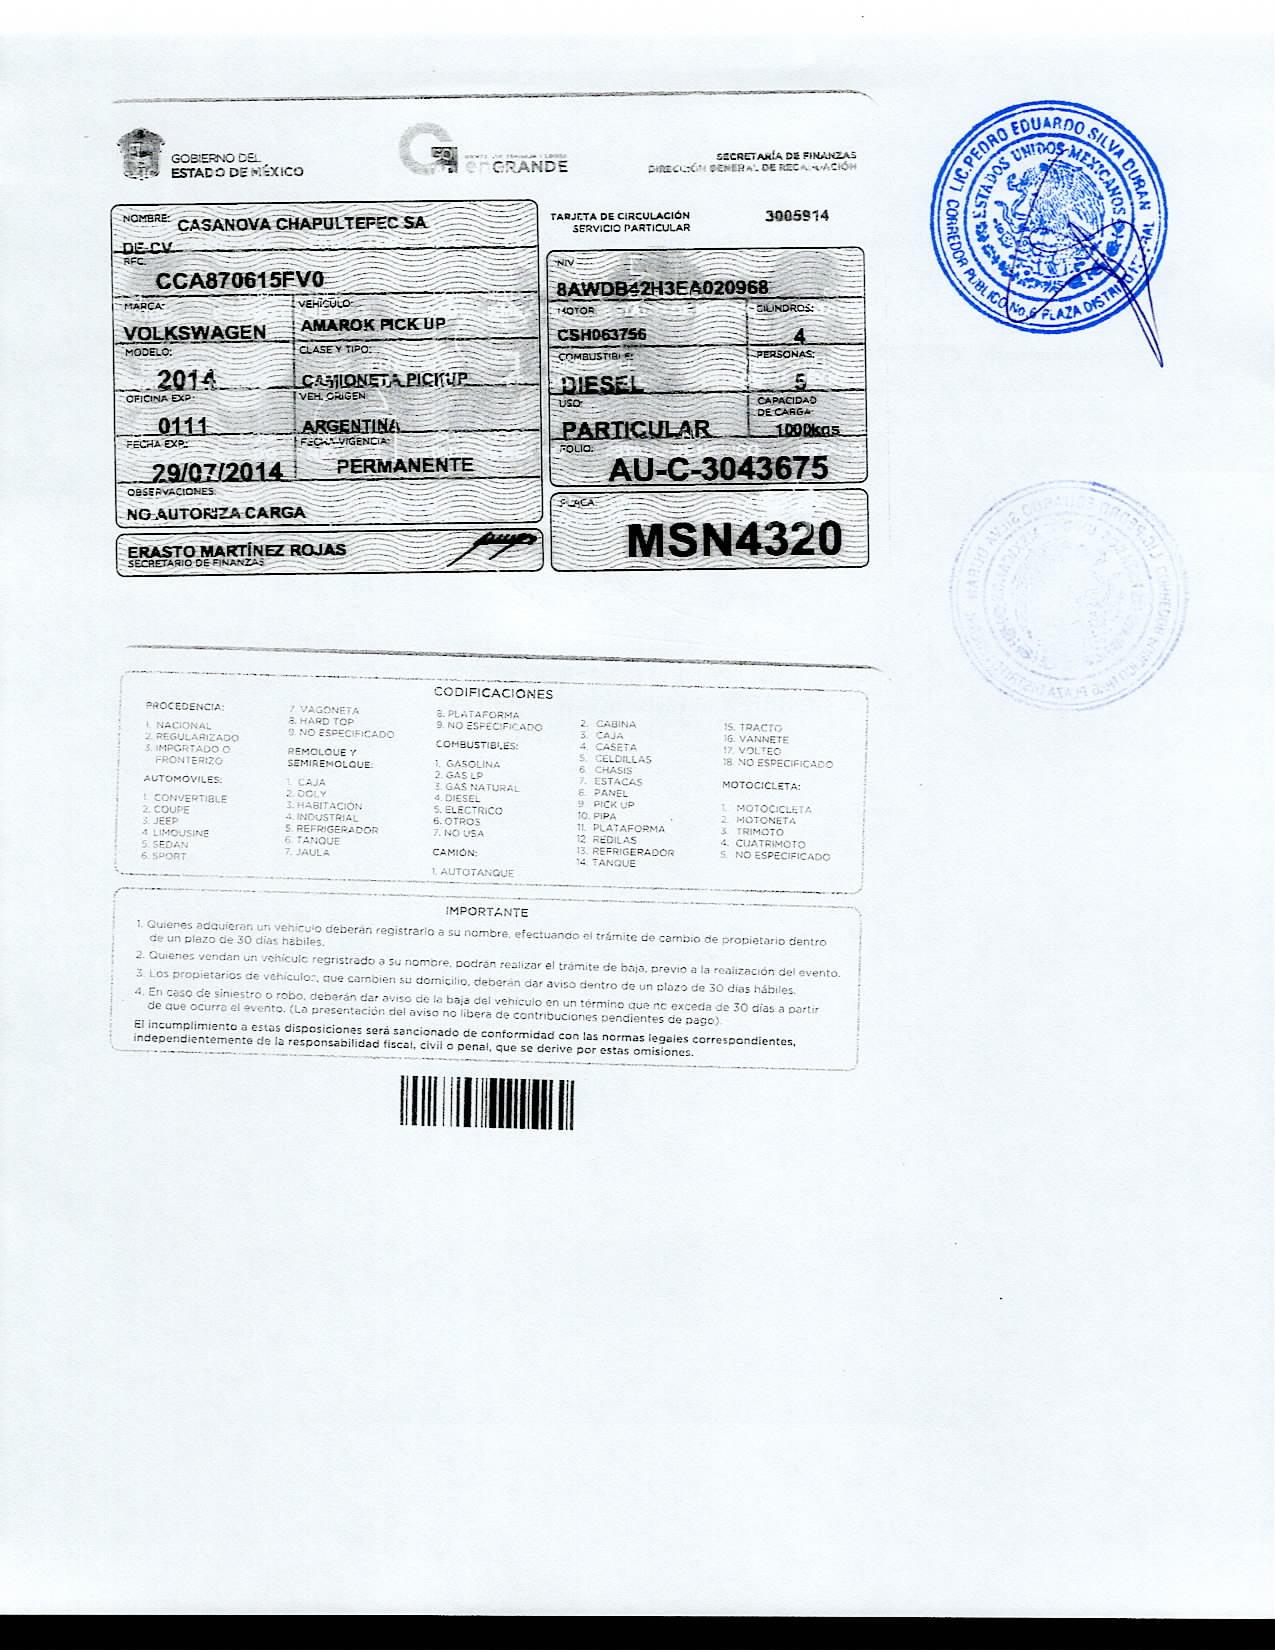 GOBIERNO DEL
ESTADO DE MÉXICO
enGRANDE
SECRETARÍA DE FINANZAS
DIRECCIÓN GENERAL DE RECAUDACIÓN
NOMBRE: CASANOVA CHAPULTEPEC SA
DE CV
RFC:
CCA870615FV0
MARCA:
VOLKSWAGEN
VEHÍCULO:
AMAROK PICK UP
MODELO:
2014
CLASE Y TIPO:
CAMIONETA PICKUP
OFICINA EXP:
0111
VEH. ORIGEN:
ARGENTINA
FECHA EXP:
29/07/2014
FECHA VIGENCIA:
PERMANENTE
OBSERVACIONES:
NO AUTORIZA CARGA
ERASTO MARTÍNEZ ROJAS
SECRETARIO DE FINANZAS
TARJETA DE CIRCULACIÓN
SERVICIO PARTICULAR
3005914
NIV
8AWDB42H3EA020968
MOTOR
CSH063756
CILINDROS:
4
COMBUSTIBLE:
DIESEL
PERSONAS:
5
USO:
PARTICULAR
CAPACIDAD
DE CARGA:
1000kgs
FOLIO:
AU-C-3043675
PLACA:
MSN4320
LIC. PEDRO EDUARDO SILVA DURAN
CORREDOR PUBLICO No. 6 PLAZA DISTRITO FEDERAL
ESTADOS UNIDOS MEXICANOS
CODIFICACIONES
PROCEDENCIA:
1. NACIONAL
2. REGULARIZADO
3. IMPORTADO O
FRONTERIZO
AUTOMOVILES:
1. CONVERTIBLE
2. COUPE
3. JEEP
4. LIMOUSINE
5. SEDAN
6. SPORT
7. VAGONETA
8. HARD TOP
9. NO ESPECIFICADO
REMOLQUE Y
SEMIREMOLQUE:
1. CAJA
2. DOLY
3. HABITACIÓN
4. INDUSTRIAL
5. REFRIGERADOR
6. TANQUE
7. JAULA
8. PLATAFORMA
9. NO ESPECIFICADO
COMBUSTIBLES:
1. GASOLINA
2. GAS LP
3. GAS NATURAL
4. DIESEL
5. ELECTRICO
6. OTROS
7. NO USA
CAMIÓN:
1. AUTOTANQUE
2. CABINA
3. CAJA
4. CASETA
5. CELDILLAS
6. CHASIS
7. ESTACAS
8. PANEL
9. PICK UP
10. PIPA
11. PLATAFORMA
12. REDILAS
13. REFRIGERADOR
14. TANQUE
15. TRACTO
16. VANNETE
17. VOLTEO
18. NO ESPECIFICADO
MOTOCICLETA:
1. MOTOCICLETA
2. MOTONETA
3. TRIMOTO
4. CUATRIMOTO
5. NO ESPECIFICADO
IMPORTANTE
1. Quienes adquieran un vehículo deberán registrarlo a su nombre, efectuando el trámite de cambio de propietario dentro
de un plazo de 30 días hábiles.
2. Quienes vendan un vehículo regristrado a su nombre, podrán realizar el trámite de baja, previo a la realización del evento.
3. Los propietarios de vehículos, que cambien su domicilio, deberán dar aviso dentro de un plazo de 30 días hábiles.
4. En caso de siniestro o robo, deberán dar aviso de la baja del vehículo en un término que no exceda de 30 días a partir
de que ocurra el evento. (La presentación del aviso no libera de contribuciones pendientes de pago).
El incumplimiento a estas disposiciones será sancionado de conformidad con las normas legales correspondientes,
independientemente de la responsabilidad fiscal, civil o penal, que se derive por estas omisiones.